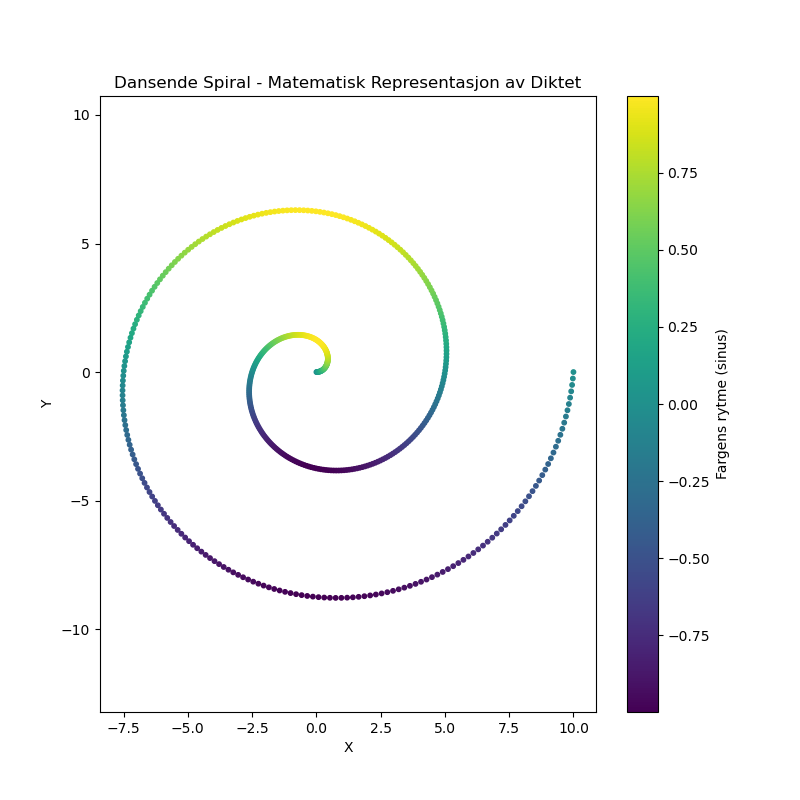 Dansende Spiral - Matematisk Representasjon av Diktet
10
5
0
−5
−10
Y
−7.5 −5.0 −2.5 0.0 2.5 5.0 7.5 10.0
X
0.75
0.50
0.25
0.00
−0.25
−0.50
−0.75
Fargens rytme (sinus)